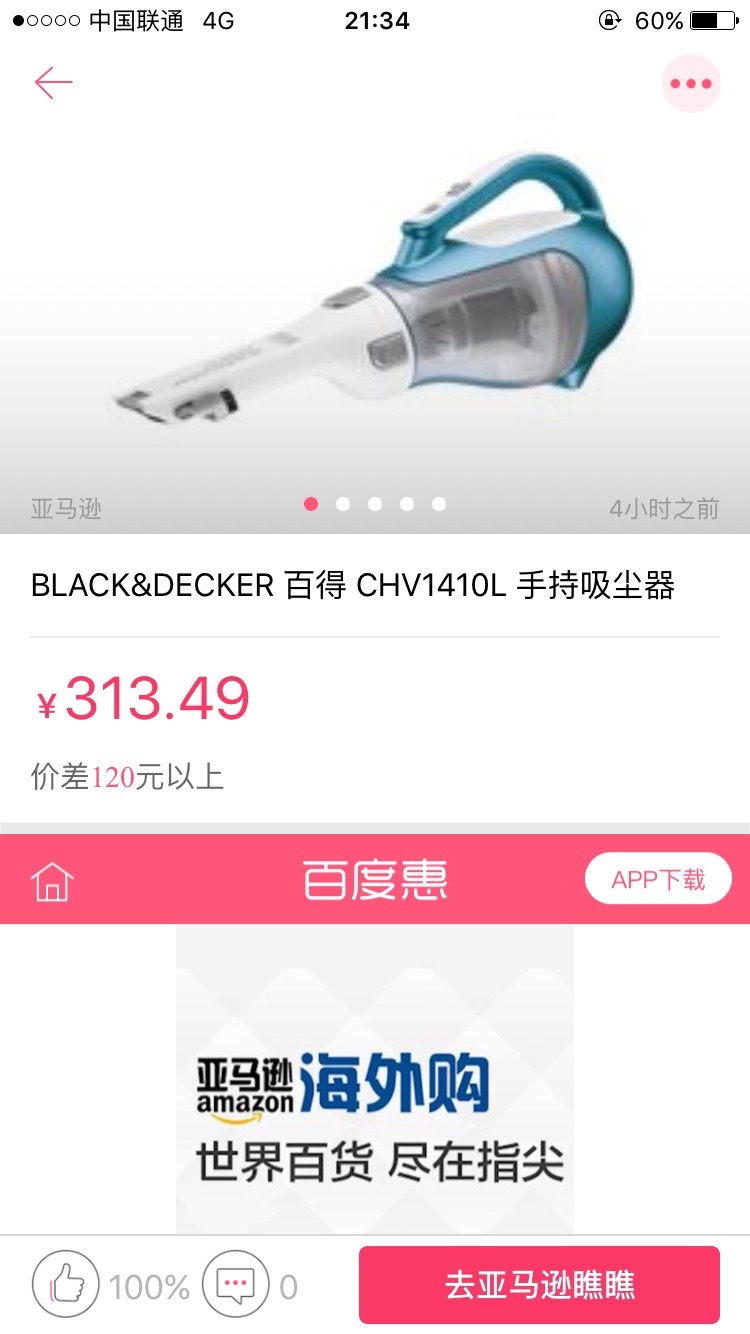 中国联通 4G 21:34 60%
亚马逊 4小时之前
BLACK&DECKER 百得 CHV1410L 手持吸尘器
¥313.49
价差120元以上
百度惠 APP下载
亚马逊 海外购
amazon
世界百货 尽在指尖
100% 0 去亚马逊瞧瞧